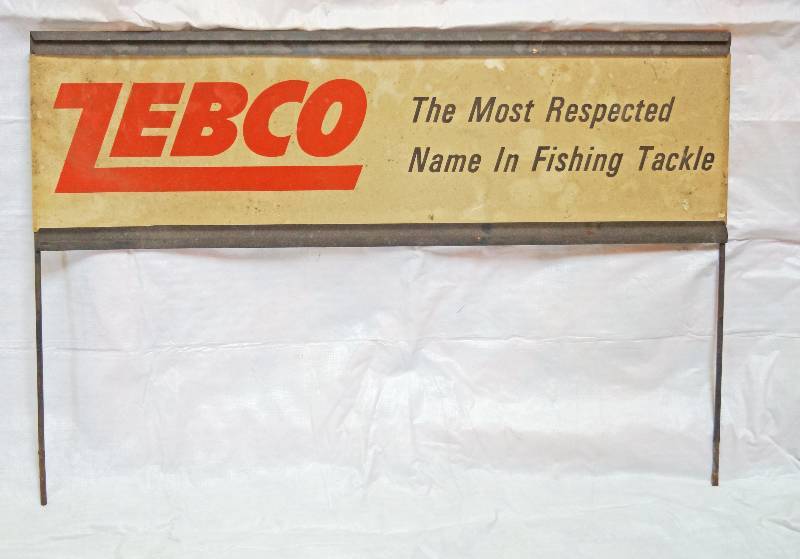 ZEBCO
The Most Respected
Name In Fishing Tackle